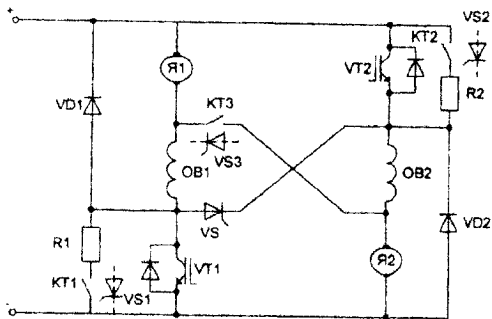 +
VS2
KT2
VT2
R2
Я1
KT3
VD1
VS3
OB1
OB2
VS
VD2
R1
Я2
VT1
KT1
VS1
-